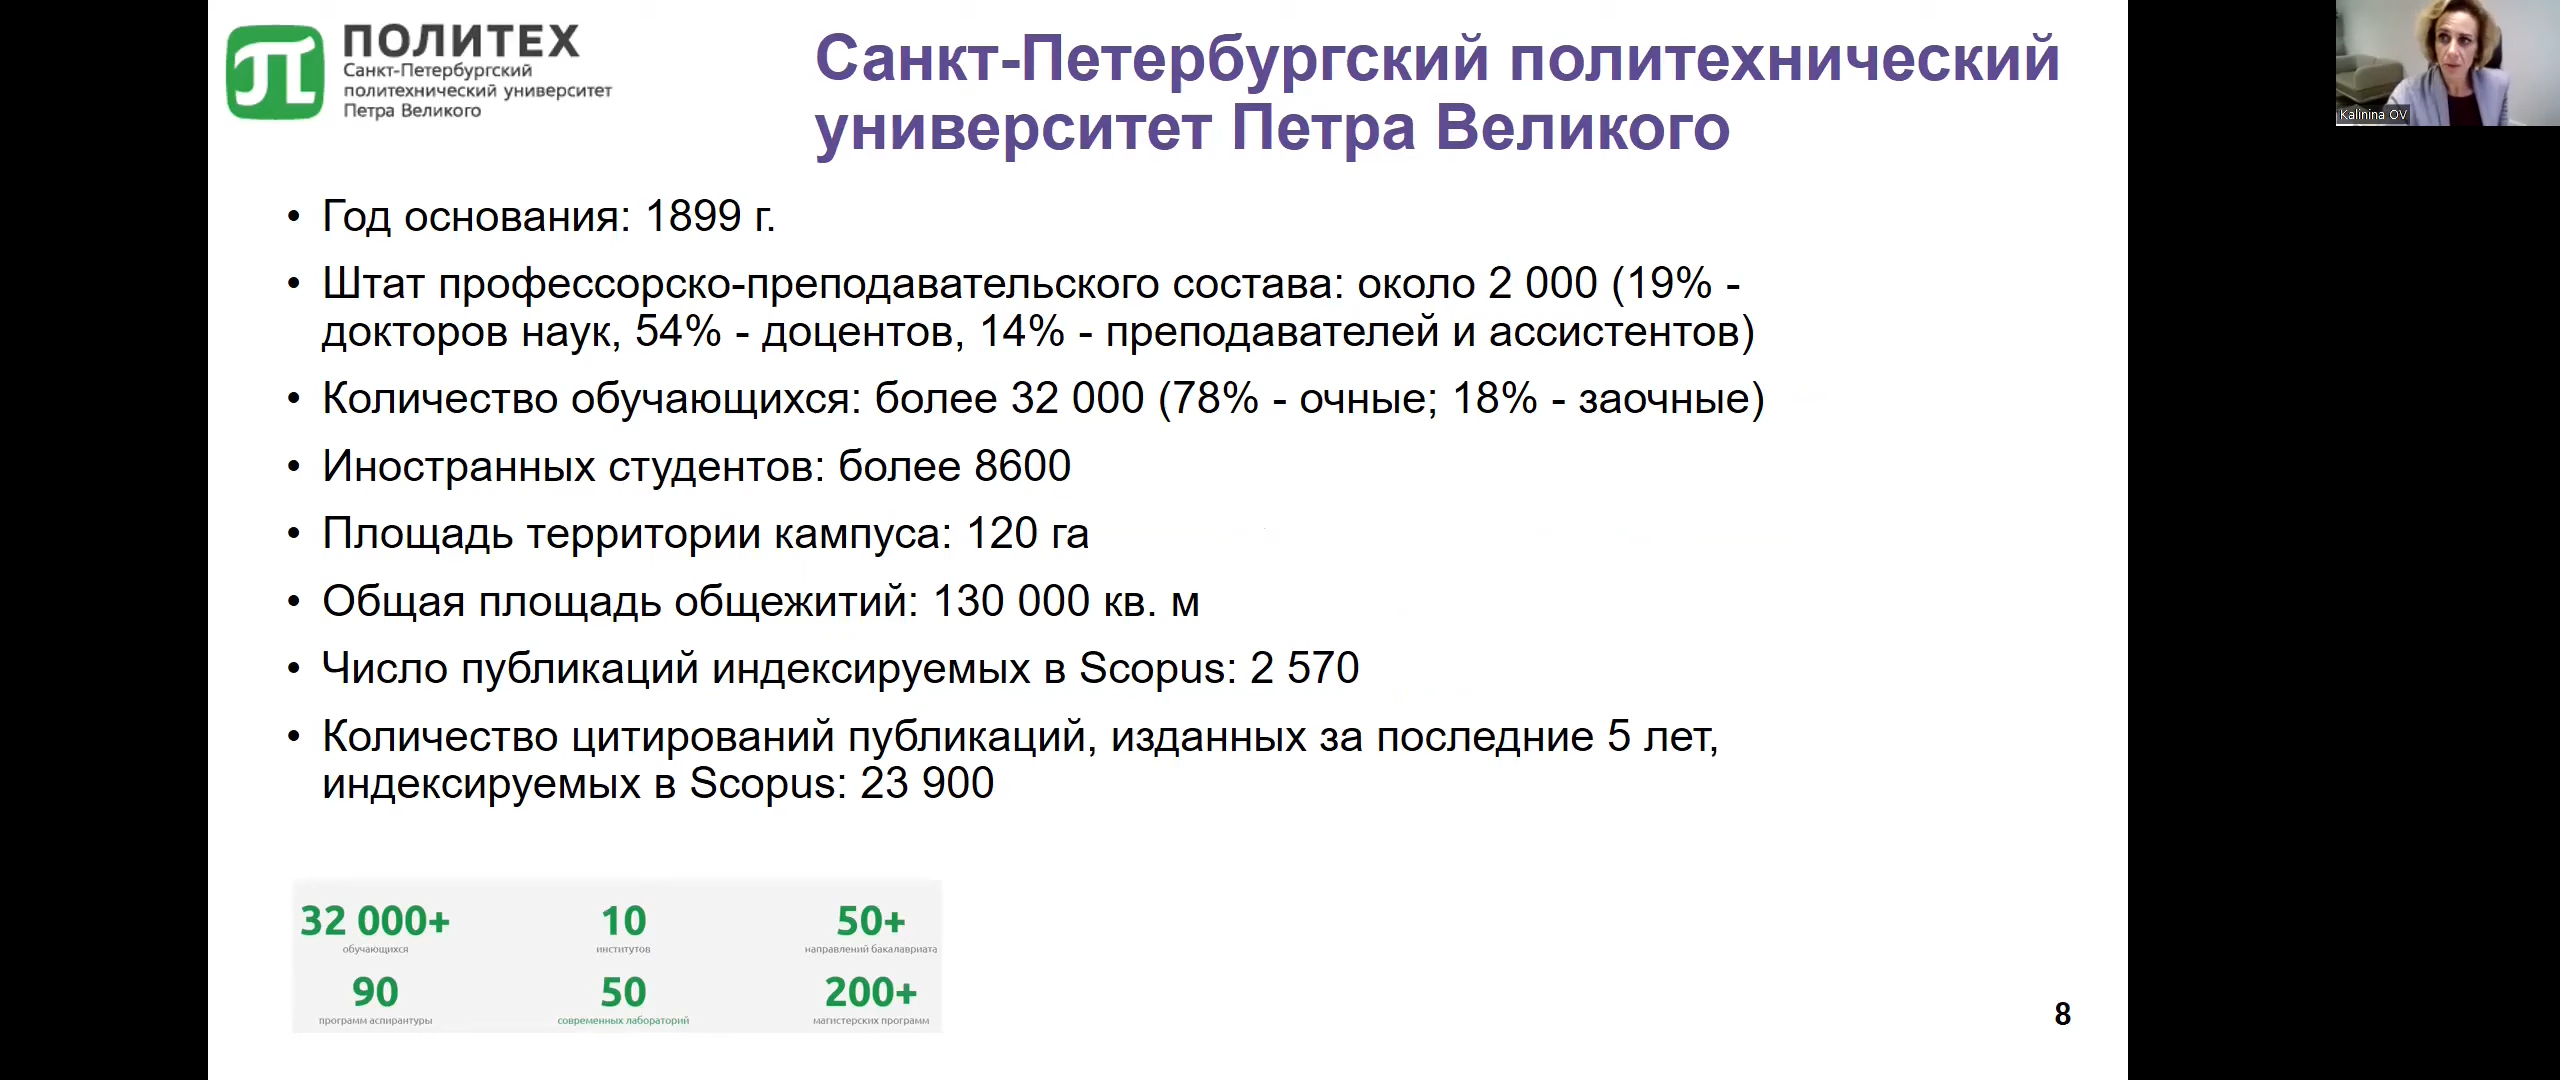 ПОЛИТЕХ
Санкт-Петербургский
политехнический университет
Петра Великого
Санкт-Петербургский политехнический
университет Петра Великого
Kalinina OV
• Год основания: 1899 г.
• Штат профессорско-преподавательского состава: около 2 000 (19% -
докторов наук, 54% - доцентов, 14% - преподавателей и ассистентов)
• Количество обучающихся: более 32 000 (78% - очные; 18% - заочные)
• Иностранных студентов: более 8600
• Площадь территории кампуса: 120 га
• Общая площадь общежитий: 130 000 кв. м
• Число публикаций индексируемых в Scopus: 2 570
• Количество цитирований публикаций, изданных за последние 5 лет,
индексируемых в Scopus: 23 900
32 000+ 10 50+
обучающихся институтов направлений бакалавриата
90 50 200+
программ аспирантуры современных лабораторий магистерских программ
8